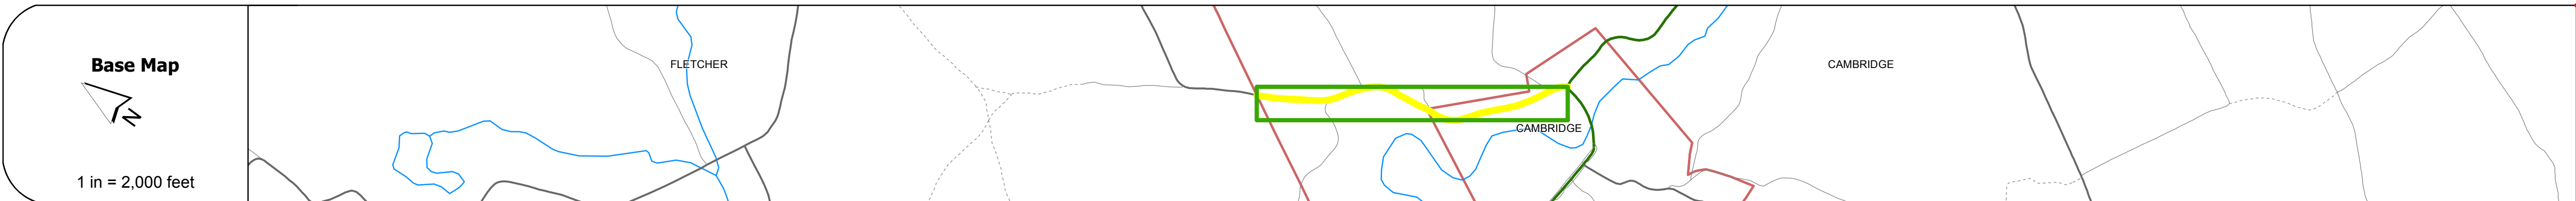 Base Map
N
1 in = 2,000 feet
FLETCHER
CAMBRIDGE
CAMBRIDGE